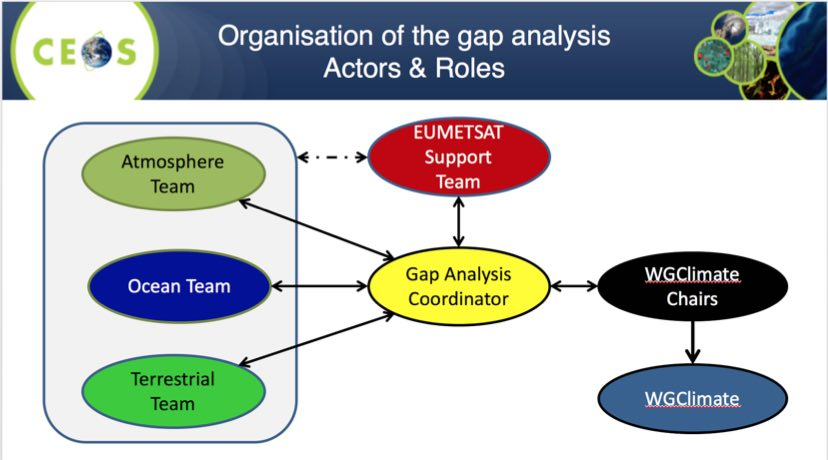 CEOS
Organisation of the gap analysis
Actors & Roles
Atmosphere
Team
EUMETSAT
Support
Team
Ocean Team
Gap Analysis
Coordinator
WGClimate
Chairs
Terrestrial
Team
WGClimate